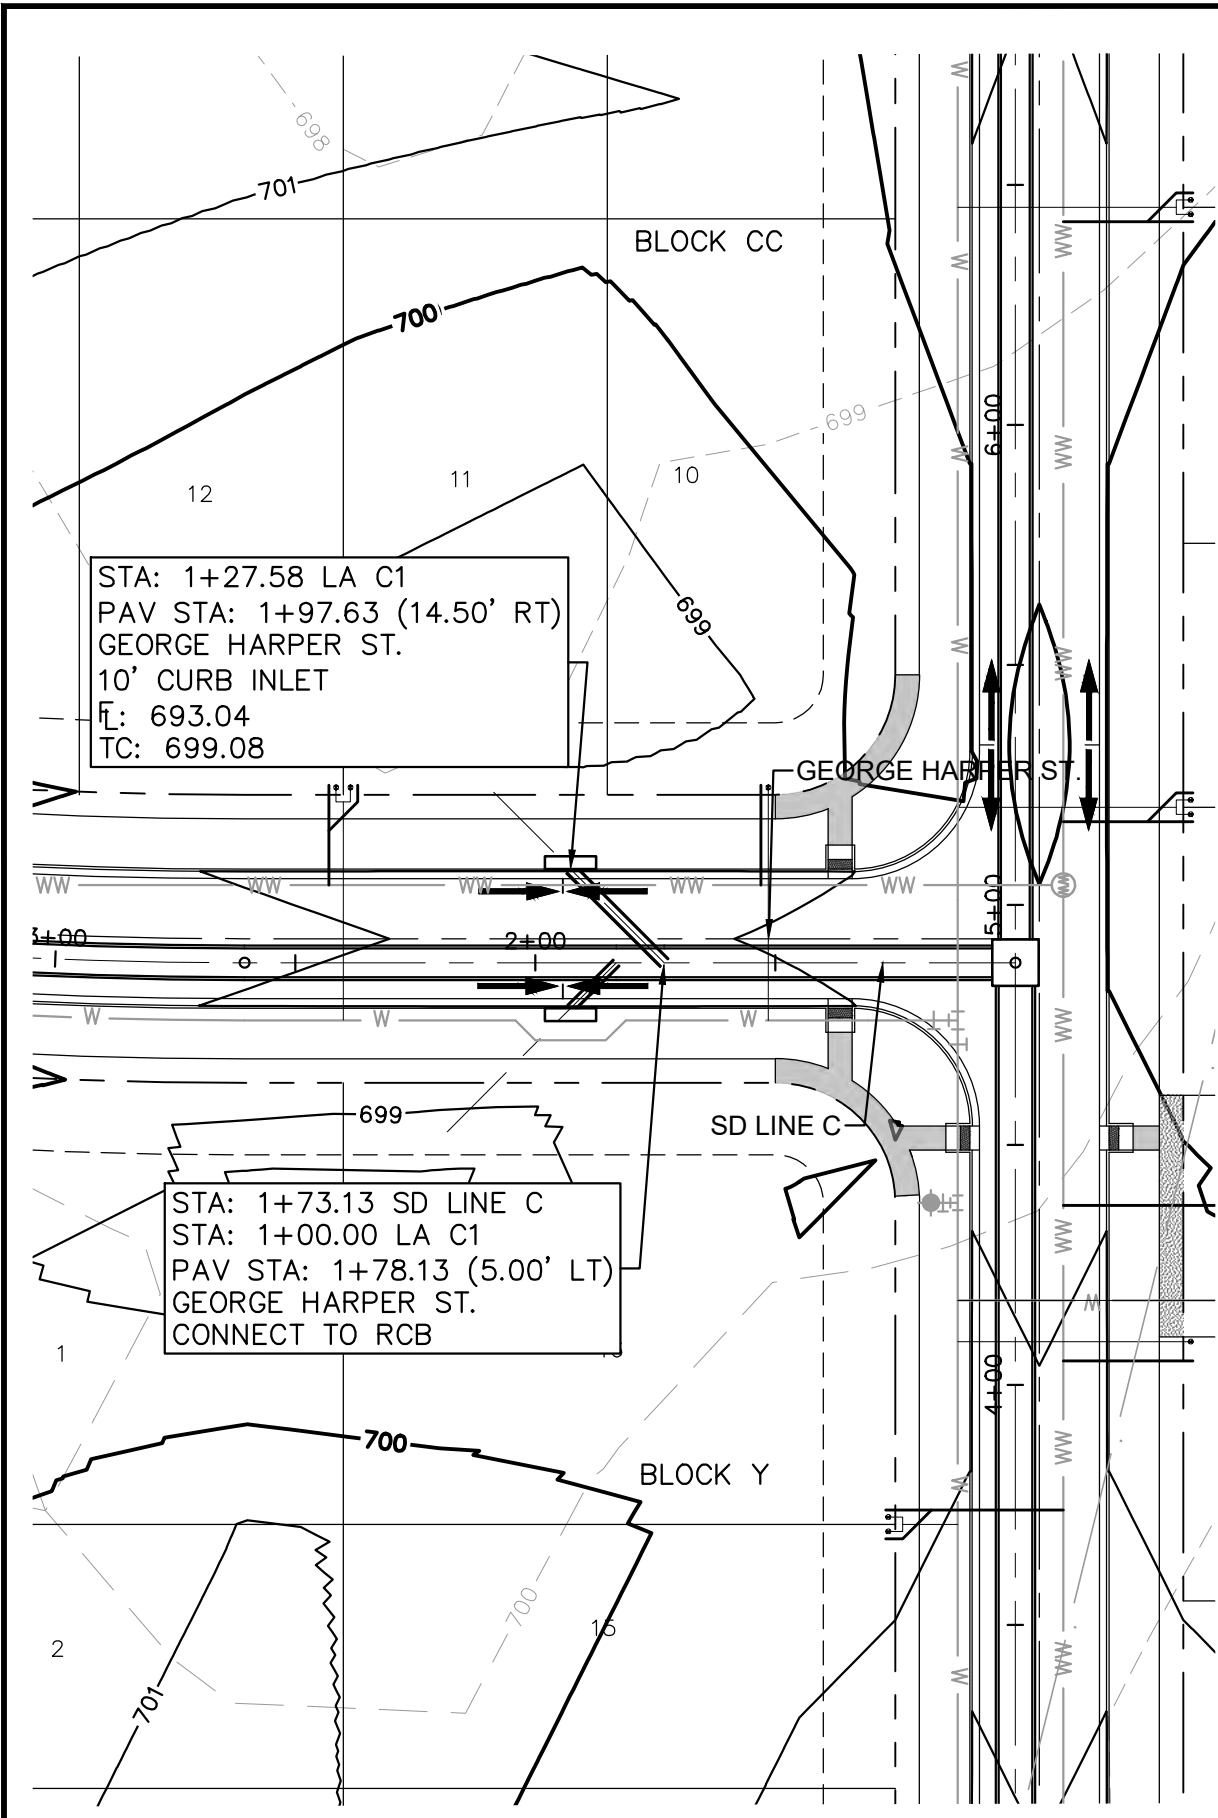 698
701
BLOCK CC
700
699
6+00
12
11
10
STA: 1+27.58 LA C1
PAV STA: 1+97.63 (14.50' RT)
GEORGE HARPER ST.
10' CURB INLET
FL: 693.04
TC: 699.08
699
GEORGE HARPER ST.
WW
WW
WW
WW
WW
5+00
3+00
2+00
W
W
W
699
SD LINE C
STA: 1+73.13 SD LINE C
STA: 1+00.00 LA C1
PAV STA: 1+78.13 (5.00' LT)
GEORGE HARPER ST.
CONNECT TO RCB
1
4+00
700
BLOCK Y
700
15
2
701